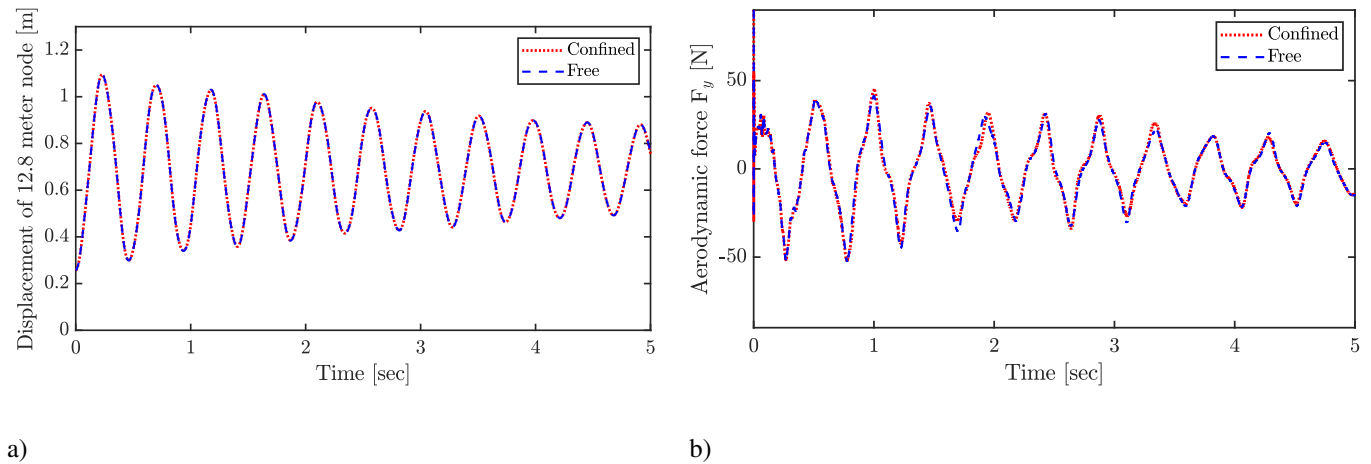 Displacement of 12.8 meter node [m]
1.2
1
0.8
0.6
0.4
0.2
0
0 1 2 3 4 5
Time [sec]
Confined
Free
a)
Aerodynamic force F_y [N]
50
0
-50
0 1 2 3 4 5
Time [sec]
Confined
Free
b)